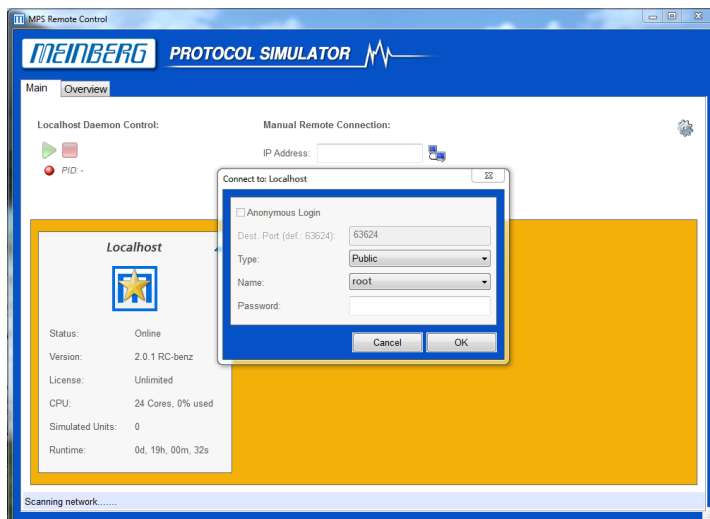 MPS Remote Control
MEINBERG PROTOCOL SIMULATOR
Main Overview
Localhost Daemon Control:
PID: -
Manual Remote Connection:
IP Address:
Connect to: Localhost
Anonymous Login
Dest. Port (def.: 63624): 63624
Type: Public
Name: root
Password:
Cancel OK
Localhost
Status: Online
Version: 2.0.1 RC-benz
License: Unlimited
CPU: 24 Cores, 0% used
Simulated Units: 0
Runtime: 0d, 19h, 00m, 32s
Scanning network.......